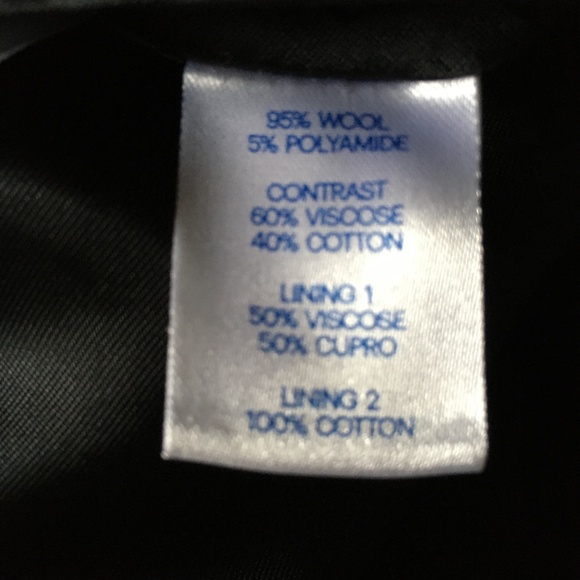 95% WOOL
5% POLYAMIDE
CONTRAST
60% VISCOSE
40% COTTON
LINING 1
50% VISCOSE
50% CUPRO
LINING 2
100% COTTON